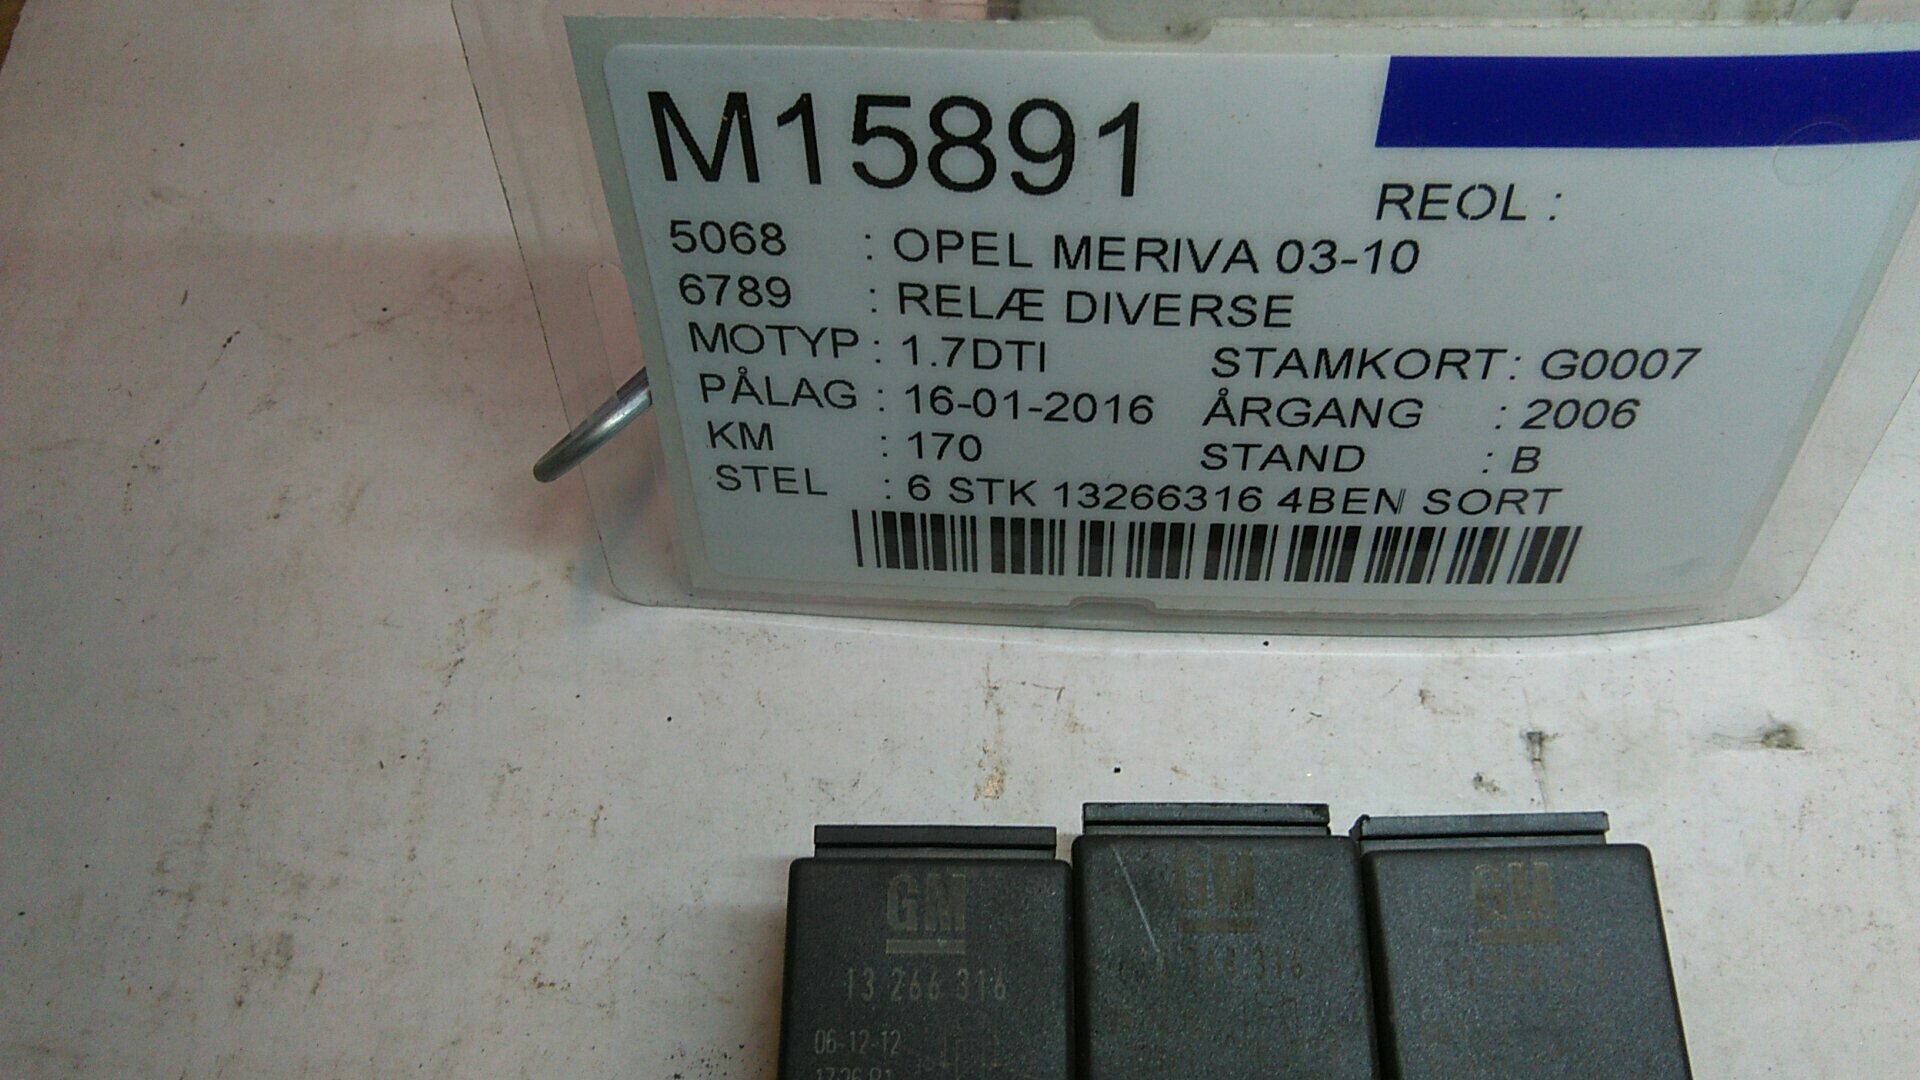 M15891
REOL :
5068 : OPEL MERIVA 03-10
6789 : RELÆ DIVERSE
MOTYP : 1.7DTI STAMKORT : G0007
PÅLAG : 16-01-2016 ÅRGANG : 2006
KM : 170 STAND : B
STEL : 6 STK 13266316 4BEN SORT
GM GM GM
13 266 316
06-12-12